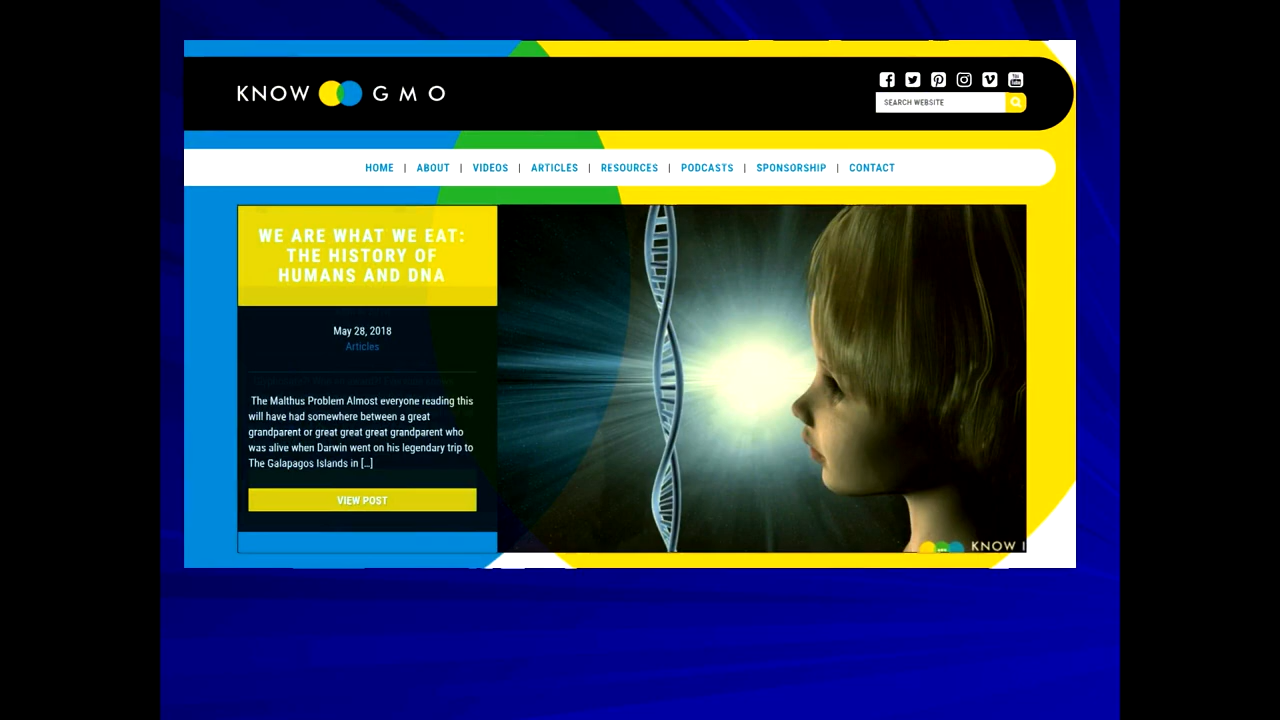 KNOW GMO
SEARCH WEBSITE
HOME | ABOUT | VIDEOS | ARTICLES | RESOURCES | PODCASTS | SPONSORSHIP | CONTACT
WE ARE WHAT WE EAT:
THE HISTORY OF
HUMANS AND DNA
May 28, 2018
Articles
The Malthus Problem Almost everyone reading this
will have had somewhere between a great
grandparent or great great great grandparent who
was alive when Darwin went on his legendary trip to
The Galapagos Islands in [...]
VIEW POST
KNOW I